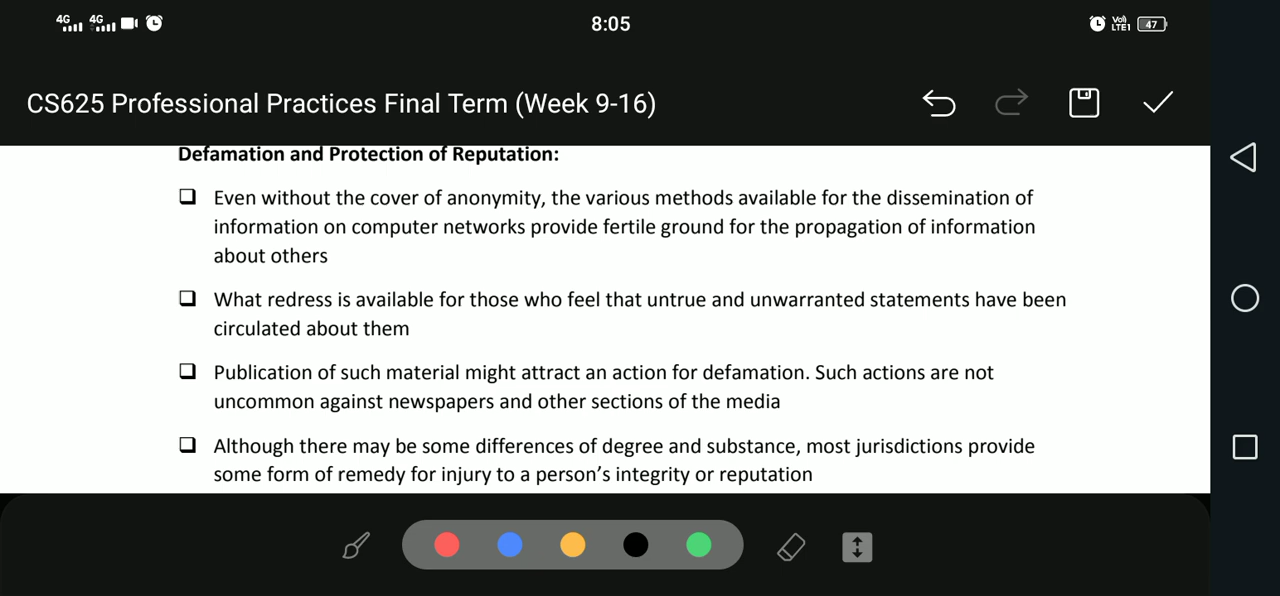 4G 4G 8:05 VoD LTE1 47
CS625 Professional Practices Final Term (Week 9-16)
Defamation and Protection of Reputation:
❑ Even without the cover of anonymity, the various methods available for the dissemination of
information on computer networks provide fertile ground for the propagation of information
about others
❑ What redress is available for those who feel that untrue and unwarranted statements have been
circulated about them
❑ Publication of such material might attract an action for defamation. Such actions are not
uncommon against newspapers and other sections of the media
❑ Although there may be some differences of degree and substance, most jurisdictions provide
some form of remedy for injury to a person’s integrity or reputation